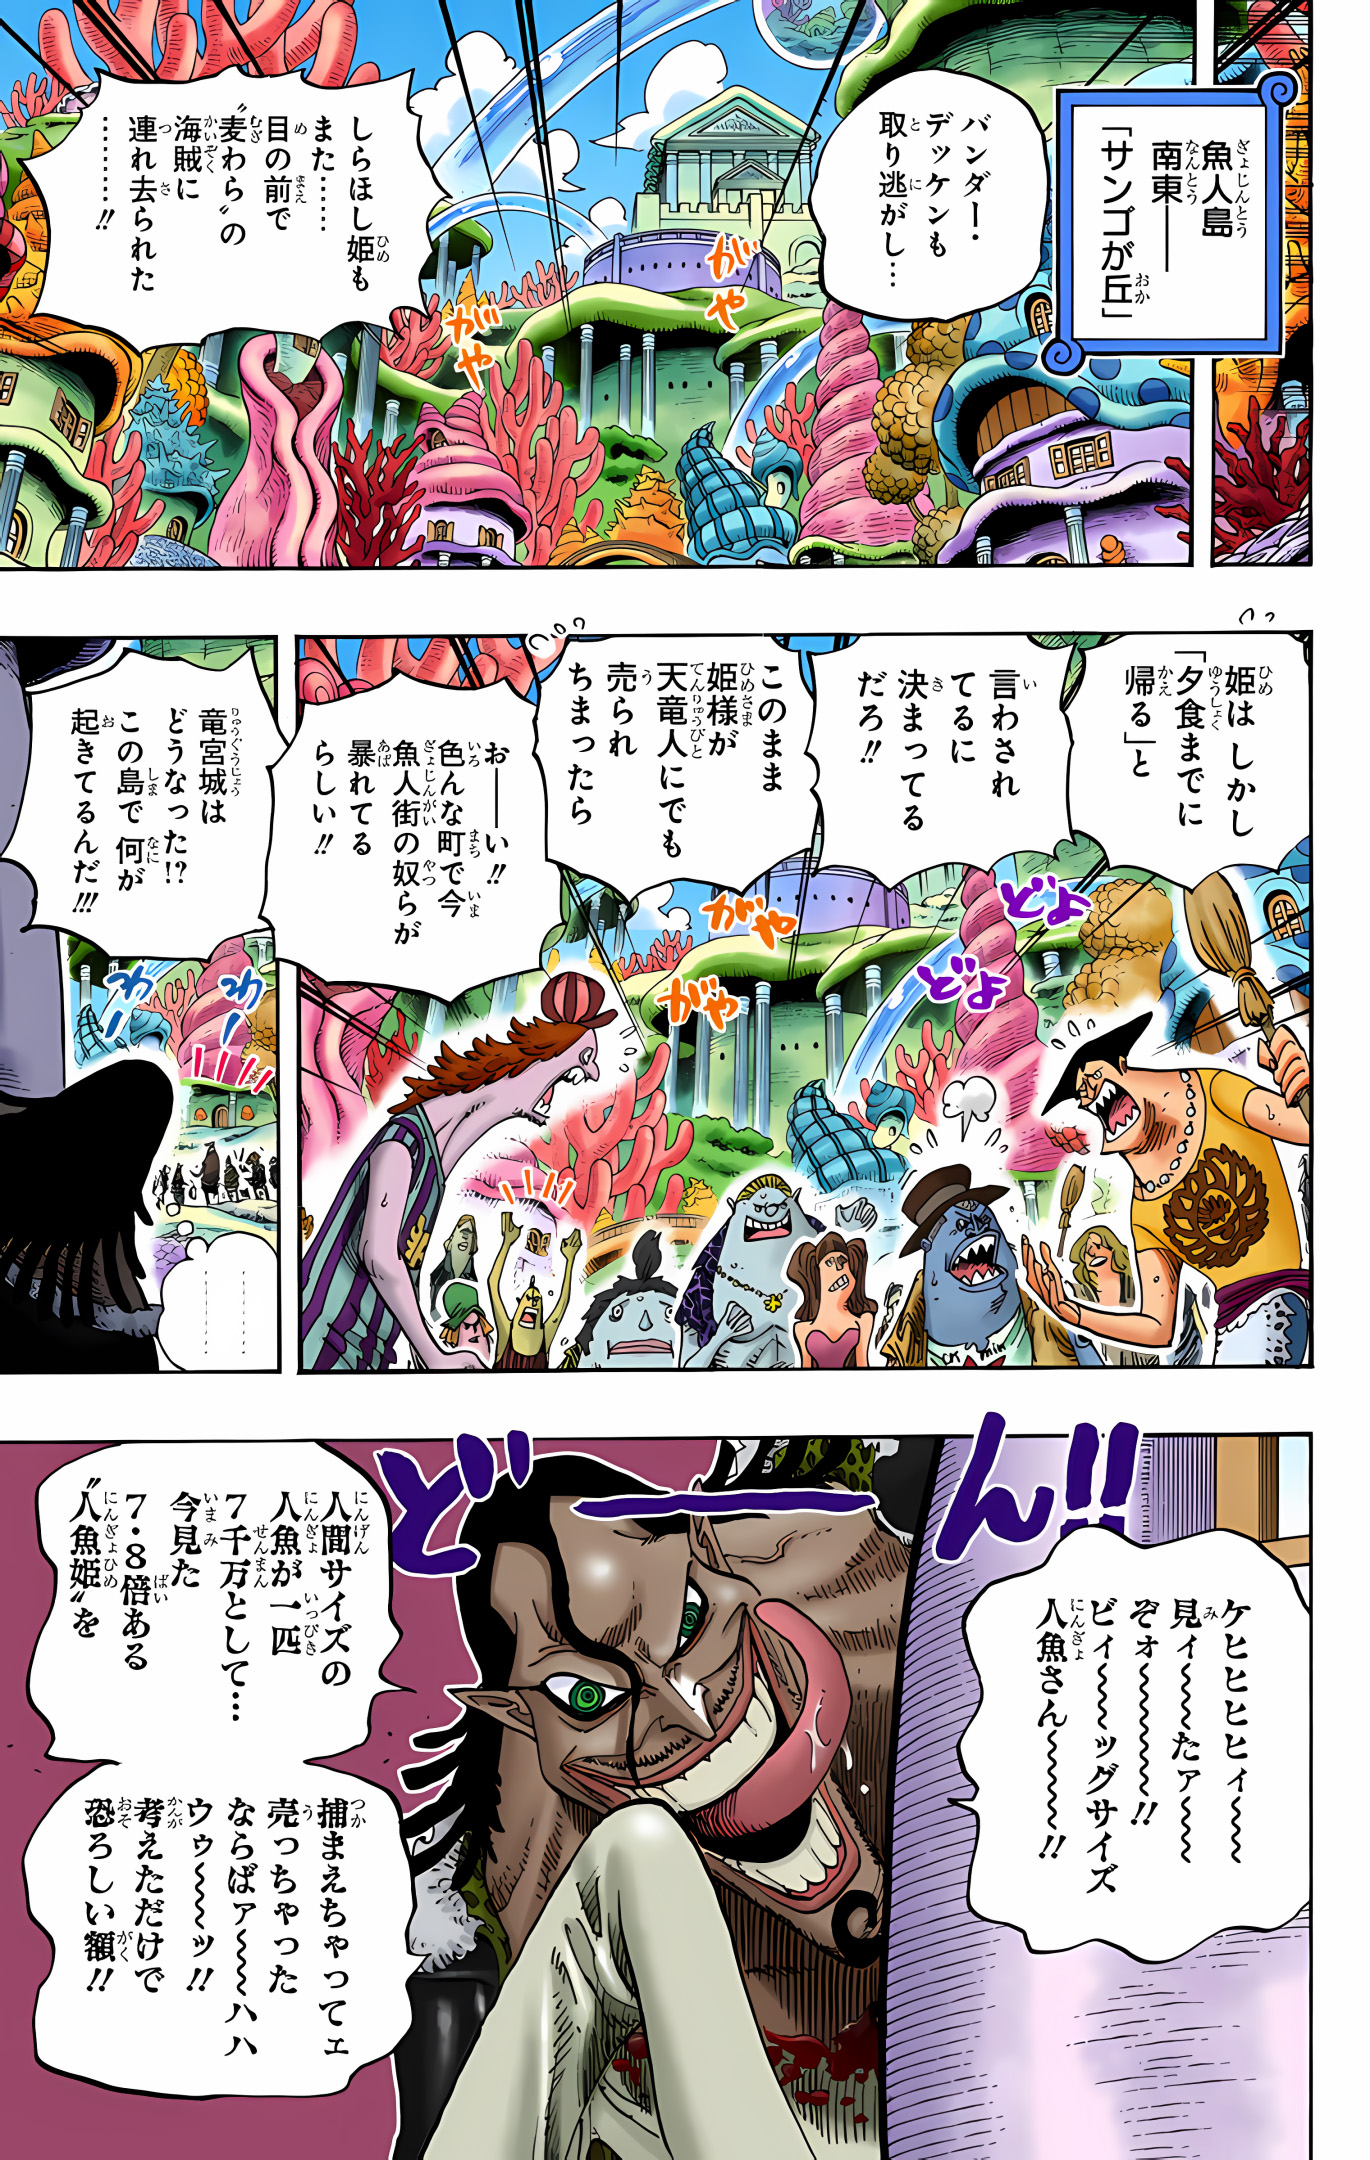 魚人島
南東――
「サンゴが丘」
バンダー・
デッケンも
取り逃がし…
しらほし姫も
また……
目の前で
〝麦わら〟の
海賊に
連れ去られた
………!!
がや
がや
姫はしかし
「夕食までに
帰る」と
言わされ
てるに
決まってる
だろ!!
このまま
姫様が
天竜人にでも
売られ
ちまったら
お――い!!
色んな町で今
魚人街の奴らが
暴れてる
らしい!!
どよ
どよ
がや
がや
竜宮城は
どうなった!?
この島で何が
起きてるんだ!!!
わー
わー
………
………
ど――ん!!
ケヒヒヒヒィ~~~
見ィ~~~たァ~~~
ぞォ~~~~!!
ビィ~~~ッグサイズ
人魚さん~~~~!!
人間サイズの
人魚が一匹
7千万として…
今見た
7・8倍ある
〝人魚姫〟を
捕まえちゃってェ
売っちゃった
ならばァ~~~ハハ
ウゥ~~~ッ!!
考えただけで
恐ろしい額!!